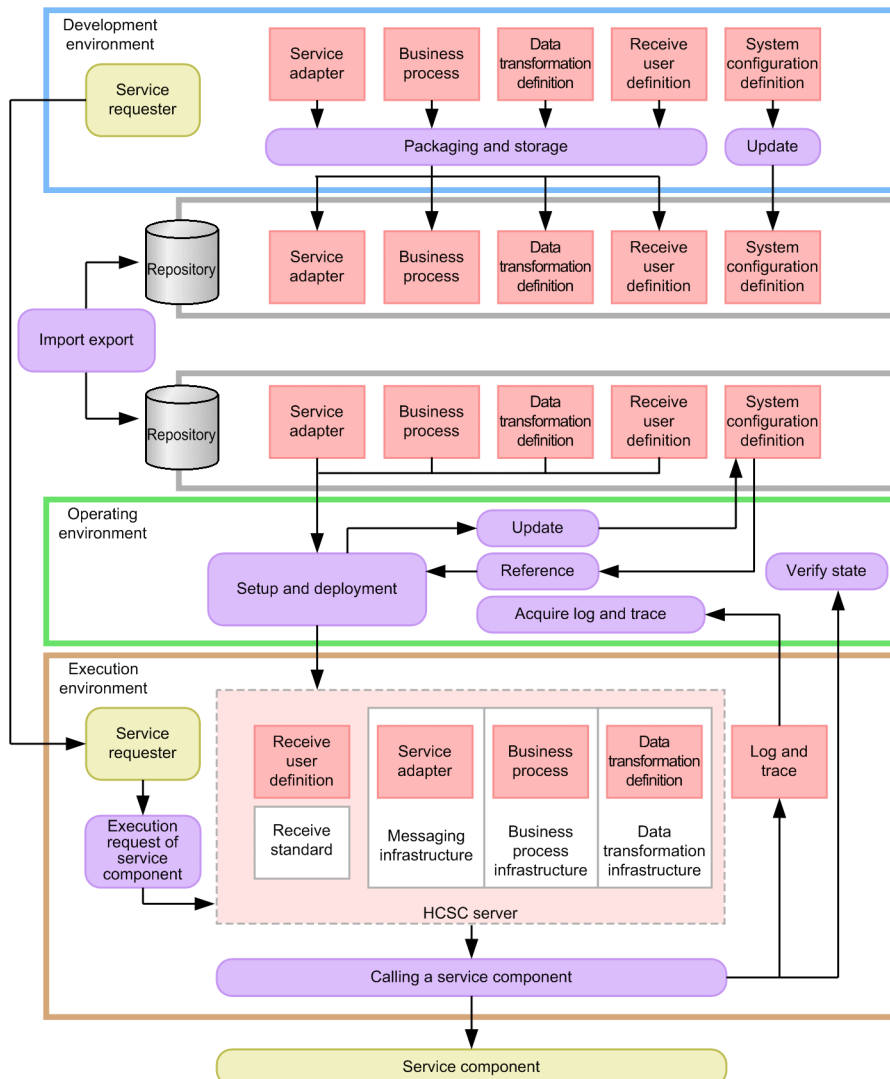 Development
environment
Service
requester
Service
adapter
Business
process
Data
transformation
definition
Receive
user
definition
System
configuration
definition
Packaging and storage
Update
Repository
Service
adapter
Business
process
Data
transformation
definition
Receive
user
definition
System
configuration
definition
Import export
Repository
Service
adapter
Business
process
Data
transformation
definition
Receive
user
definition
System
configuration
definition
Operating
environment
Update
Setup and deployment
Reference
Verify state
Acquire log and trace
Execution
environment
Service
requester
Execution
request of
service
component
Receive
user
definition
Service
adapter
Business
process
Data
transformation
definition
Log and
trace
Receive
standard
Messaging
infrastructure
Business
process
infrastructure
Data
transformation
infrastructure
HCSC server
Calling a service component
Service component